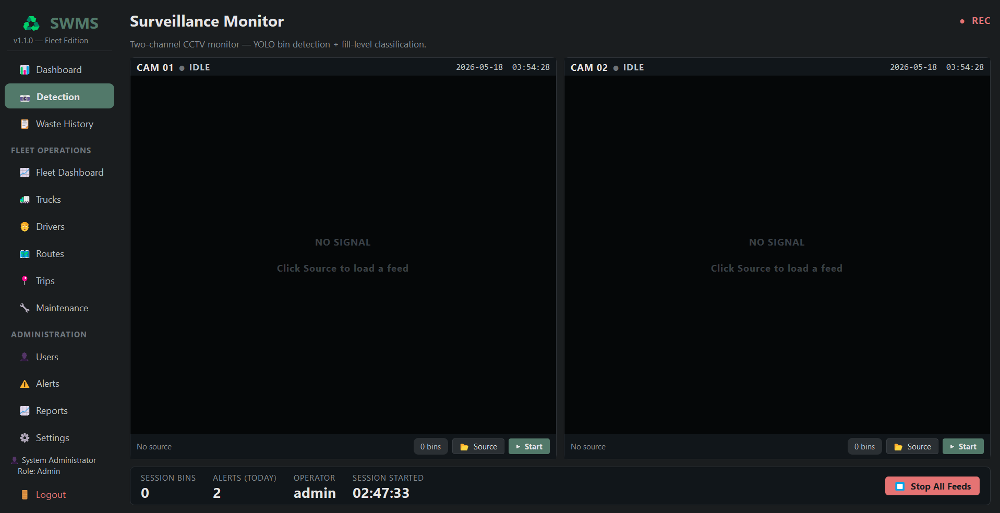 SWMS
v1.1.0 — Fleet Edition
Dashboard
Detection
Waste History
FLEET OPERATIONS
Fleet Dashboard
Trucks
Drivers
Routes
Trips
Maintenance
ADMINISTRATION
Users
Alerts
Reports
Settings
System Administrator
Role: Admin
Logout
Surveillance Monitor
● REC
Two-channel CCTV monitor — YOLO bin detection + fill-level classification.
CAM 01 ● IDLE 2026-05-18 03:54:28
NO SIGNAL
Click Source to load a feed
No source 0 bins Source Start
CAM 02 ● IDLE 2026-05-18 03:54:28
NO SIGNAL
Click Source to load a feed
No source 0 bins Source Start
SESSION BINS ALERTS (TODAY) OPERATOR SESSION STARTED
0 2 admin 02:47:33
Stop All Feeds